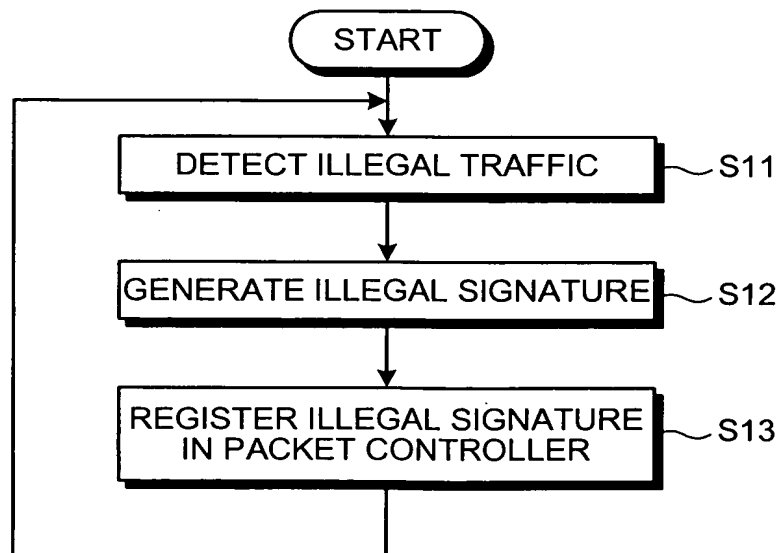 START
DETECT ILLEGAL TRAFFIC
S11
GENERATE ILLEGAL SIGNATURE
S12
REGISTER ILLEGAL SIGNATURE
IN PACKET CONTROLLER
S13